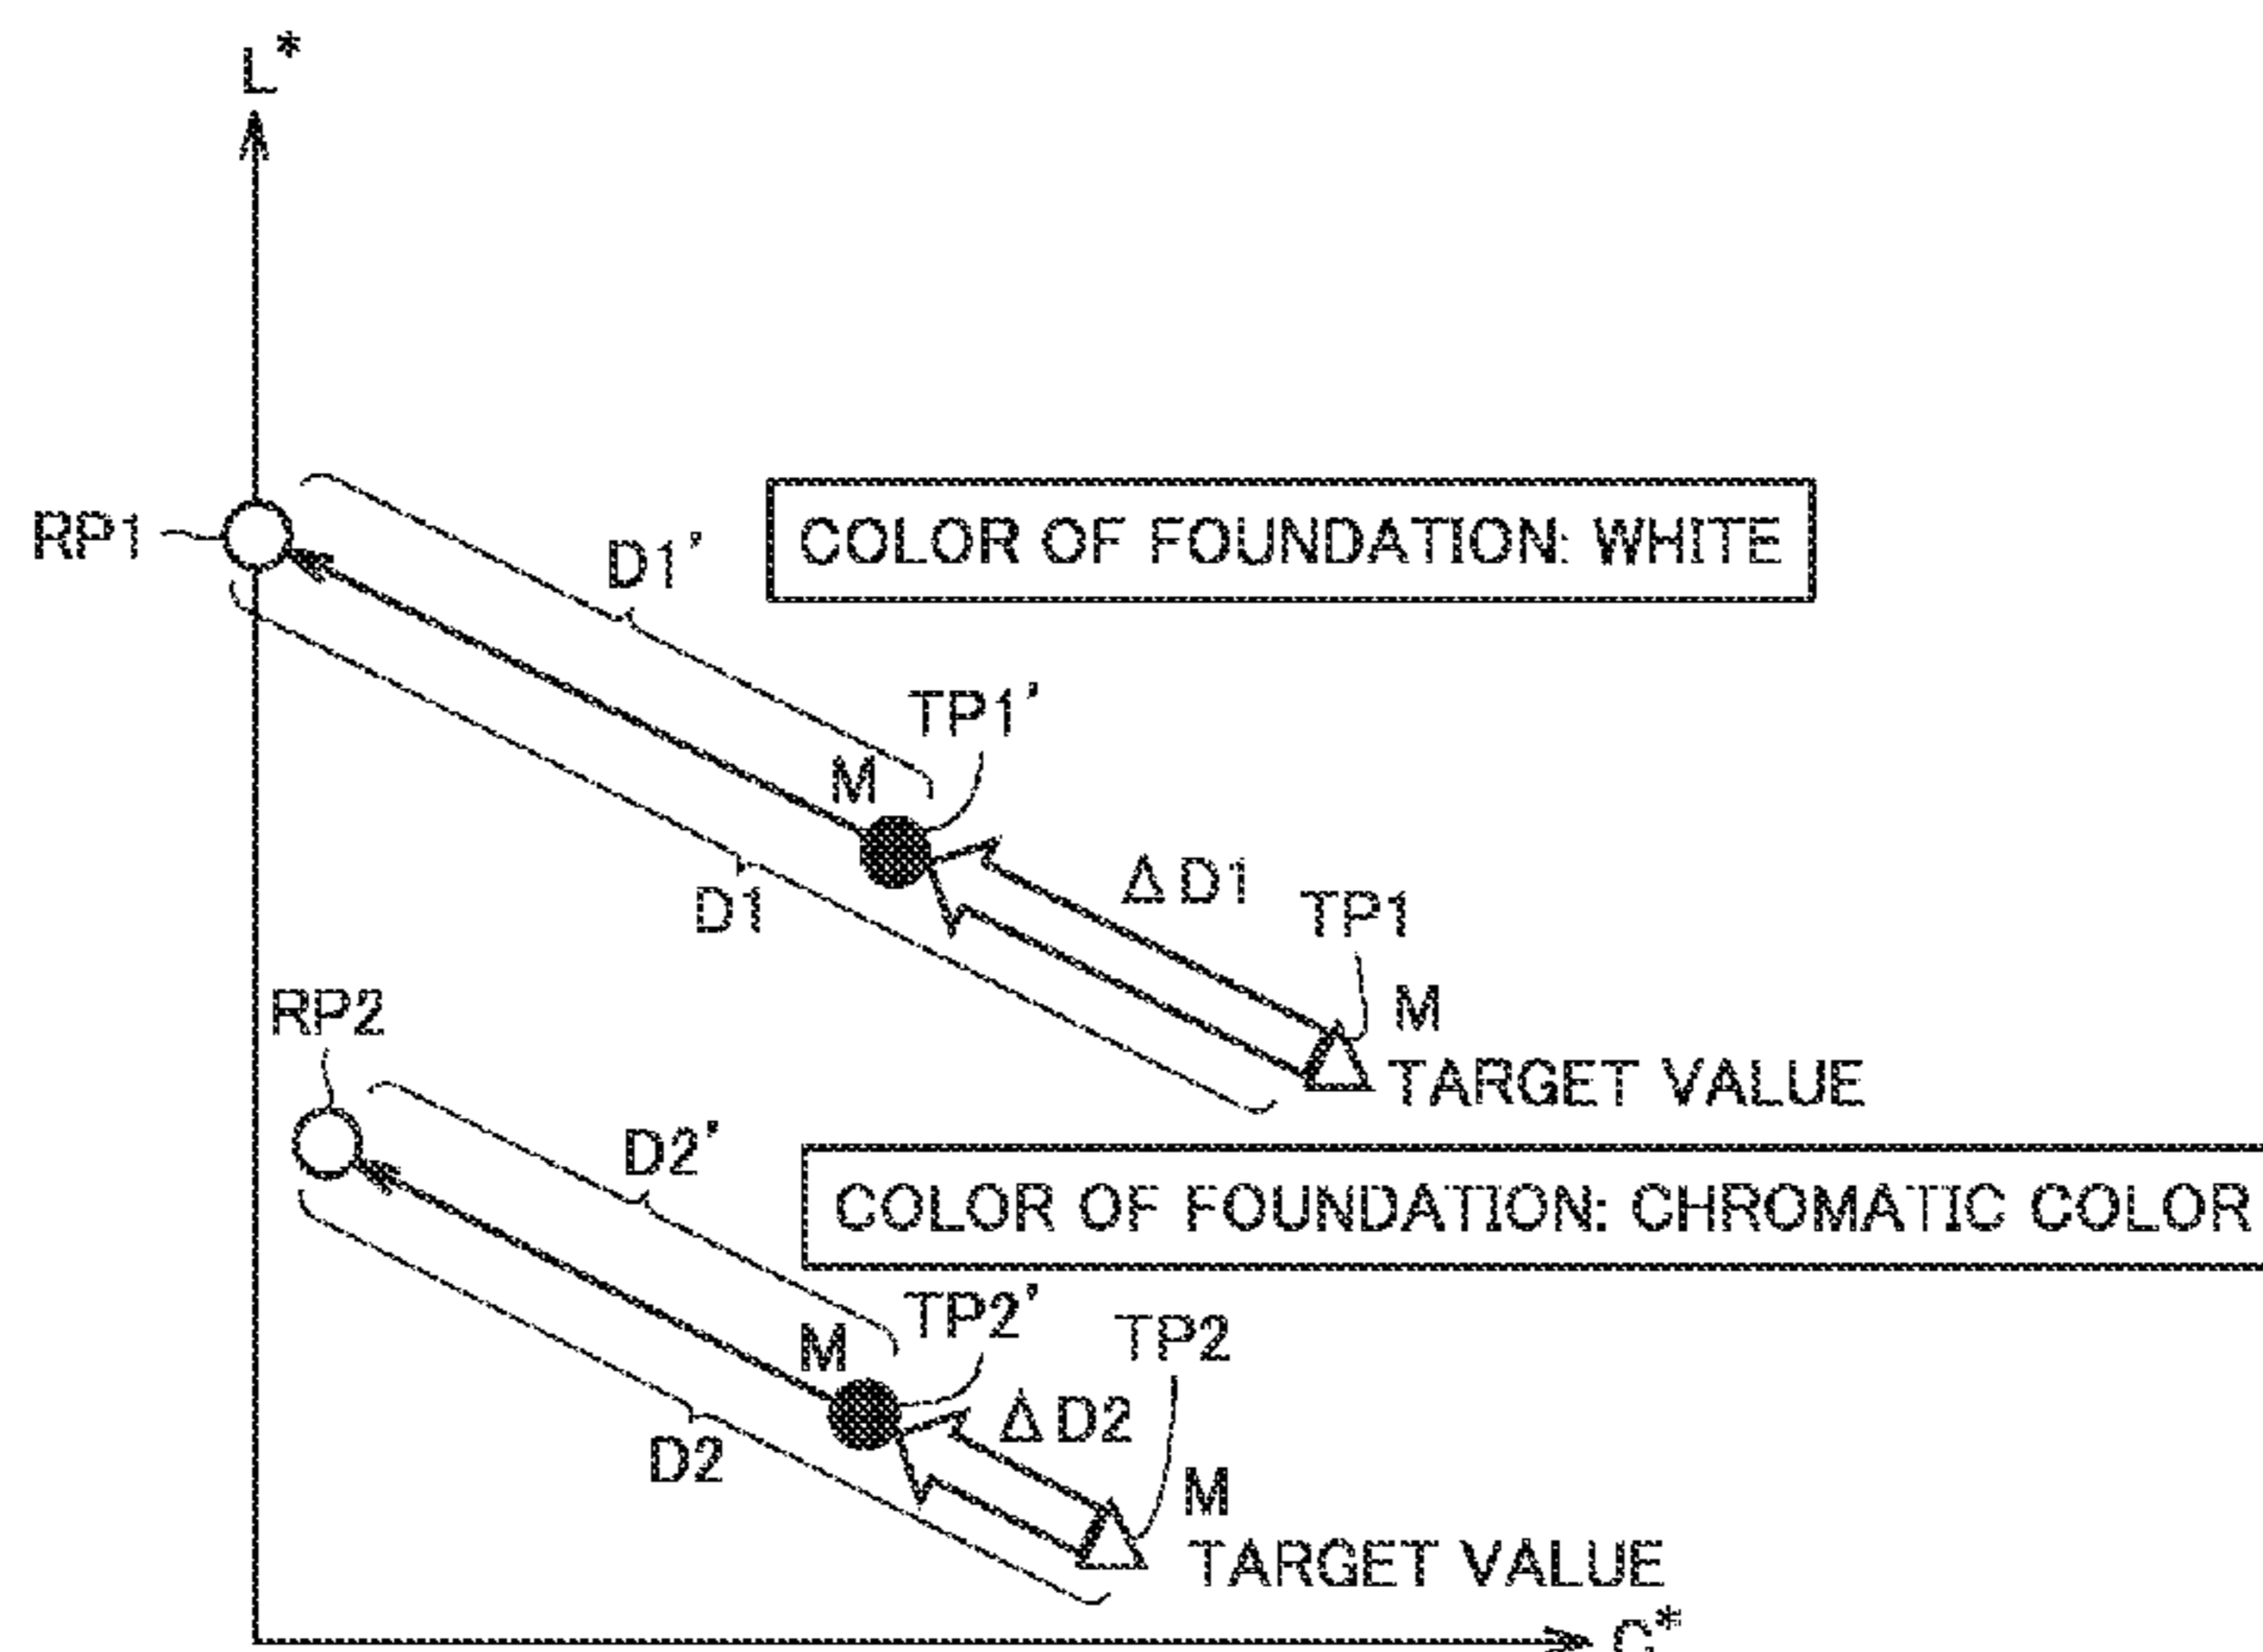 L*
RP1
D1'
COLOR OF FOUNDATION: WHITE
TP1'
M
ΔD1
D1
TP1
M
TARGET VALUE
RP2
D2'
COLOR OF FOUNDATION: CHROMATIC COLOR
TP2'
TP2
M
ΔD2
D2
M
TARGET VALUE
C*